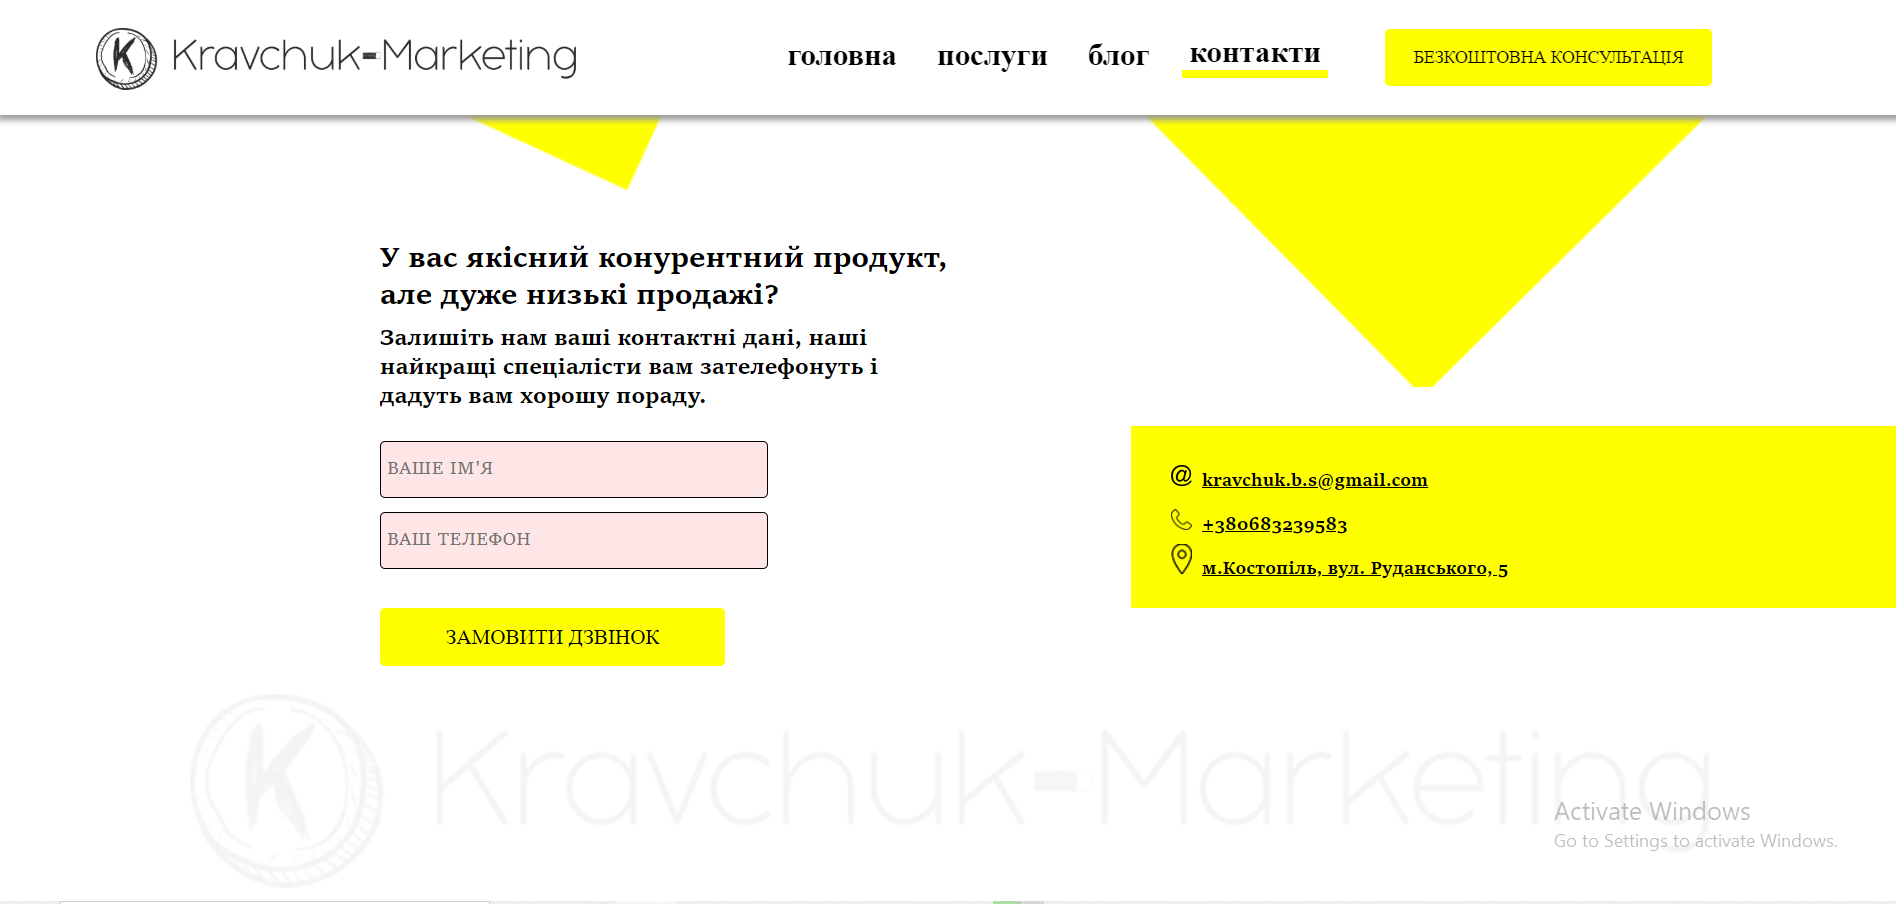 Kravchuk-Marketing
головна послуги блог контакти
БЕЗКОШТОВНА КОНСУЛЬТАЦІЯ
У вас якісний конурентний продукт,
але дуже низькі продажі?
Залишіть нам ваші контактні дані, наші
найкращі спеціалісти вам зателефонуть і
дадуть вам хорошу пораду.
ВАШЕ ІМ'Я
ВАШ ТЕЛЕФОН
ЗАМОВИТИ ДЗВІНОК
@ kravchuk.b.s@gmail.com
+380683239583
м.Костопіль, вул. Руданського, 5
Kravchuk-Marketing
Activate Windows
Go to Settings to activate Windows.